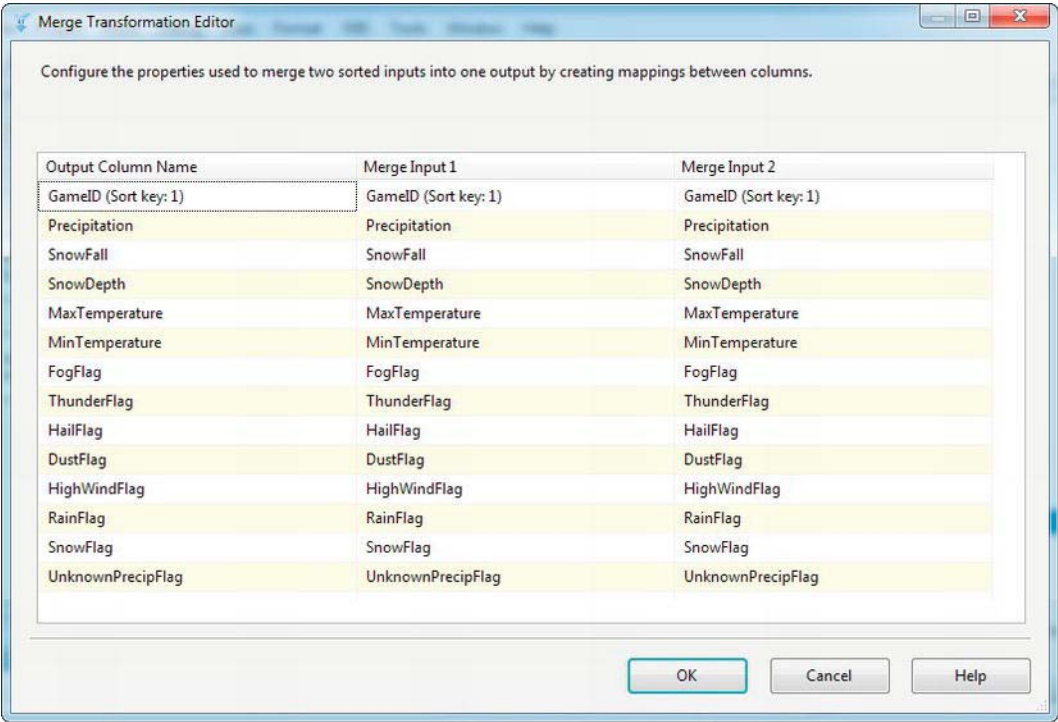 Merge Transformation Editor
Configure the properties used to merge two sorted inputs into one output by creating mappings between columns.
Output Column Name Merge Input 1 Merge Input 2
GameID (Sort key: 1) GameID (Sort key: 1) GameID (Sort key: 1)
Precipitation Precipitation Precipitation
SnowFall SnowFall SnowFall
SnowDepth SnowDepth SnowDepth
MaxTemperature MaxTemperature MaxTemperature
MinTemperature MinTemperature MinTemperature
FogFlag FogFlag FogFlag
ThunderFlag ThunderFlag ThunderFlag
HailFlag HailFlag HailFlag
DustFlag DustFlag DustFlag
HighWindFlag HighWindFlag HighWindFlag
RainFlag RainFlag RainFlag
SnowFlag SnowFlag SnowFlag
UnknownPrecipFlag UnknownPrecipFlag UnknownPrecipFlag
OK Cancel Help